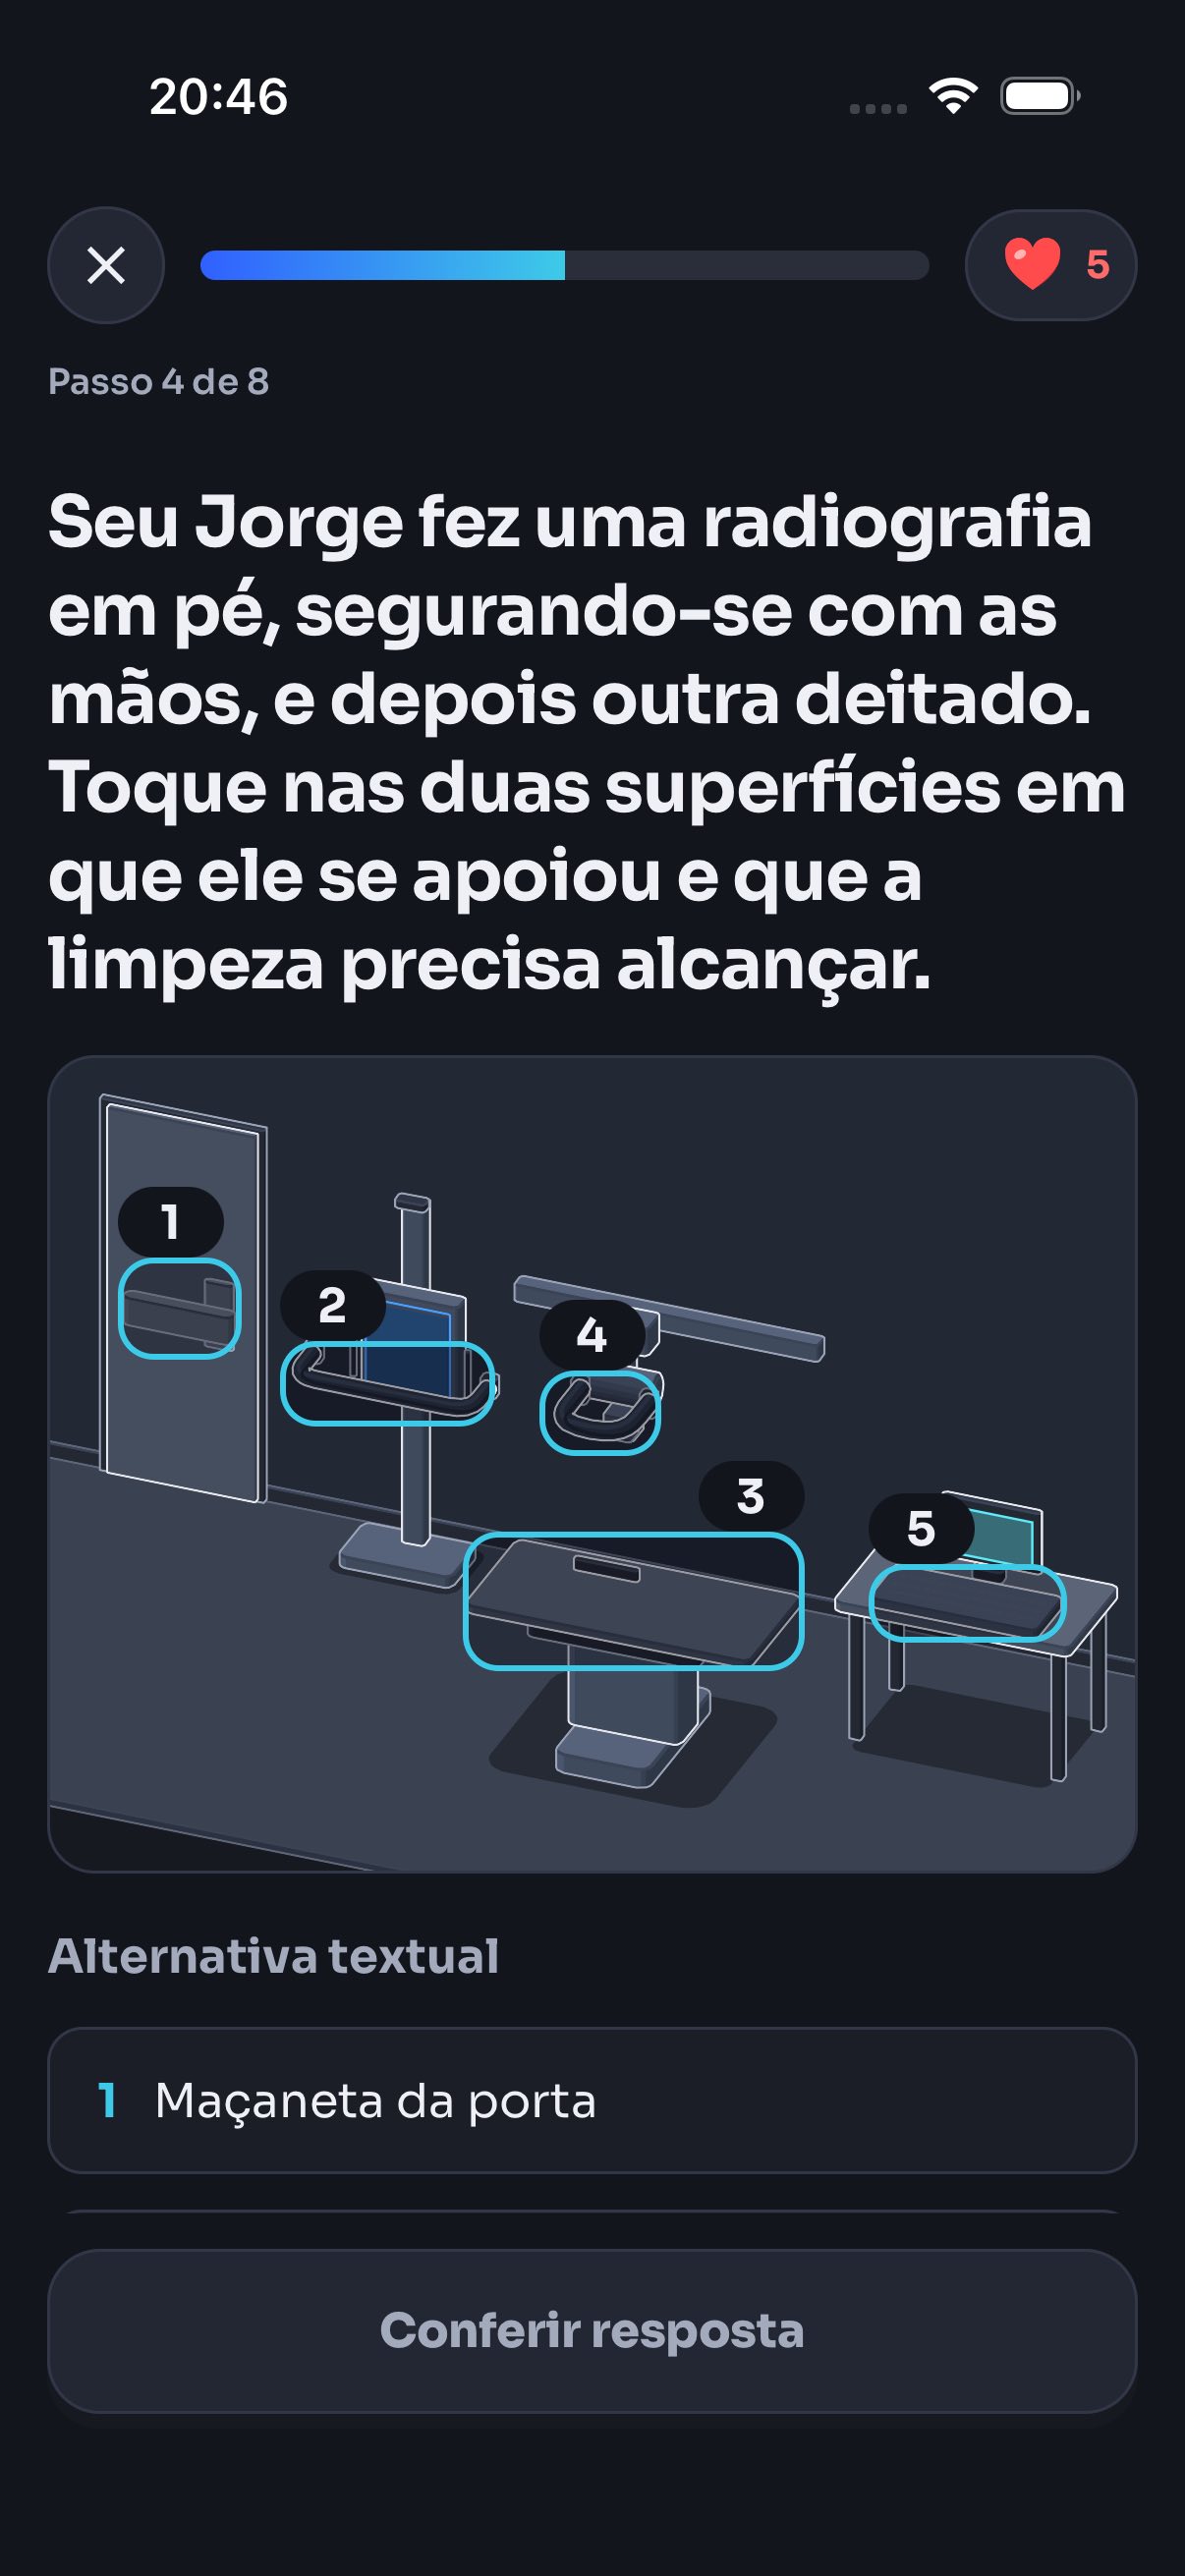 20:46
5
Passo 4 de 8
Seu Jorge fez uma radiografia
em pé, segurando-se com as
mãos, e depois outra deitado.
Toque nas duas superfícies em
que ele se apoiou e que a
limpeza precisa alcançar.
1
2
4
3
5
Alternativa textual
1 Maçaneta da porta
Conferir resposta